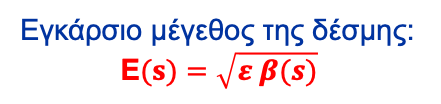 Εγκάρσιο μέγεθος της δέσμης:
E(s) = √ε β(s)